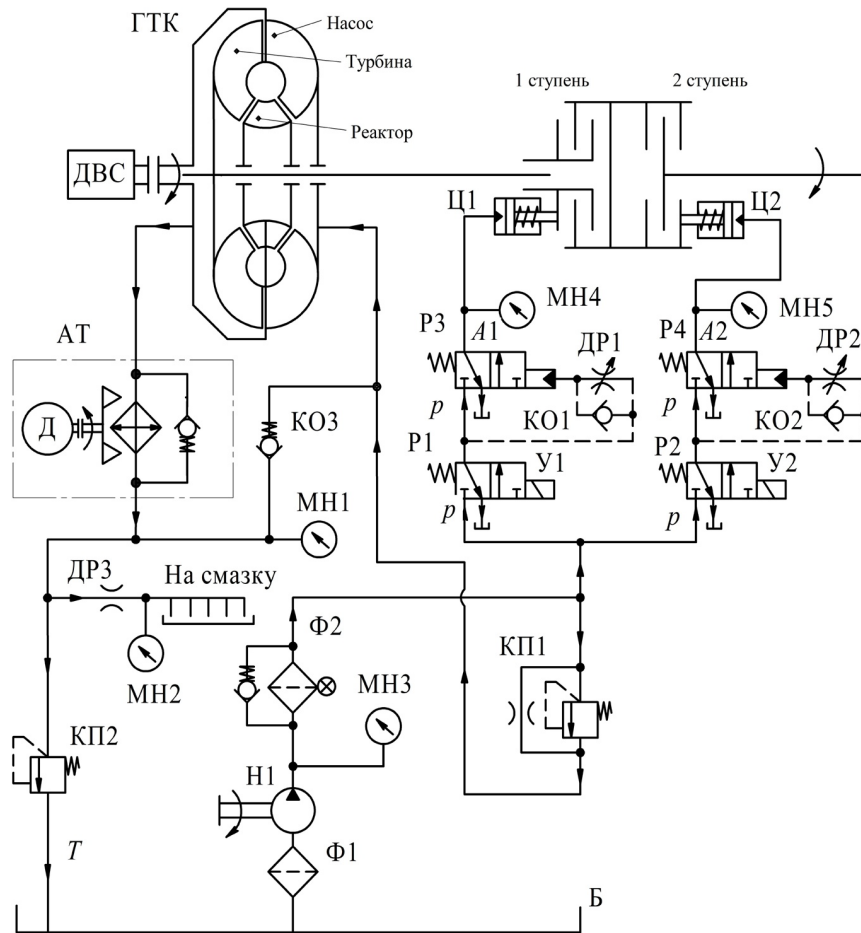 ГТК
Насос
Турбина
Реактор
1 ступень
2 ступень
ДВС
Ц1
Ц2
МН4
МН5
АТ
Р3
А1
ДР1
Р4
А2
ДР2
Д
КО3
p
КО1
p
КО2
Р1
У1
Р2
У2
МН1
p
p
ДР3
На смазку
Ф2
КП1
МН2
МН3
КП2
Н1
Т
Ф1
Б